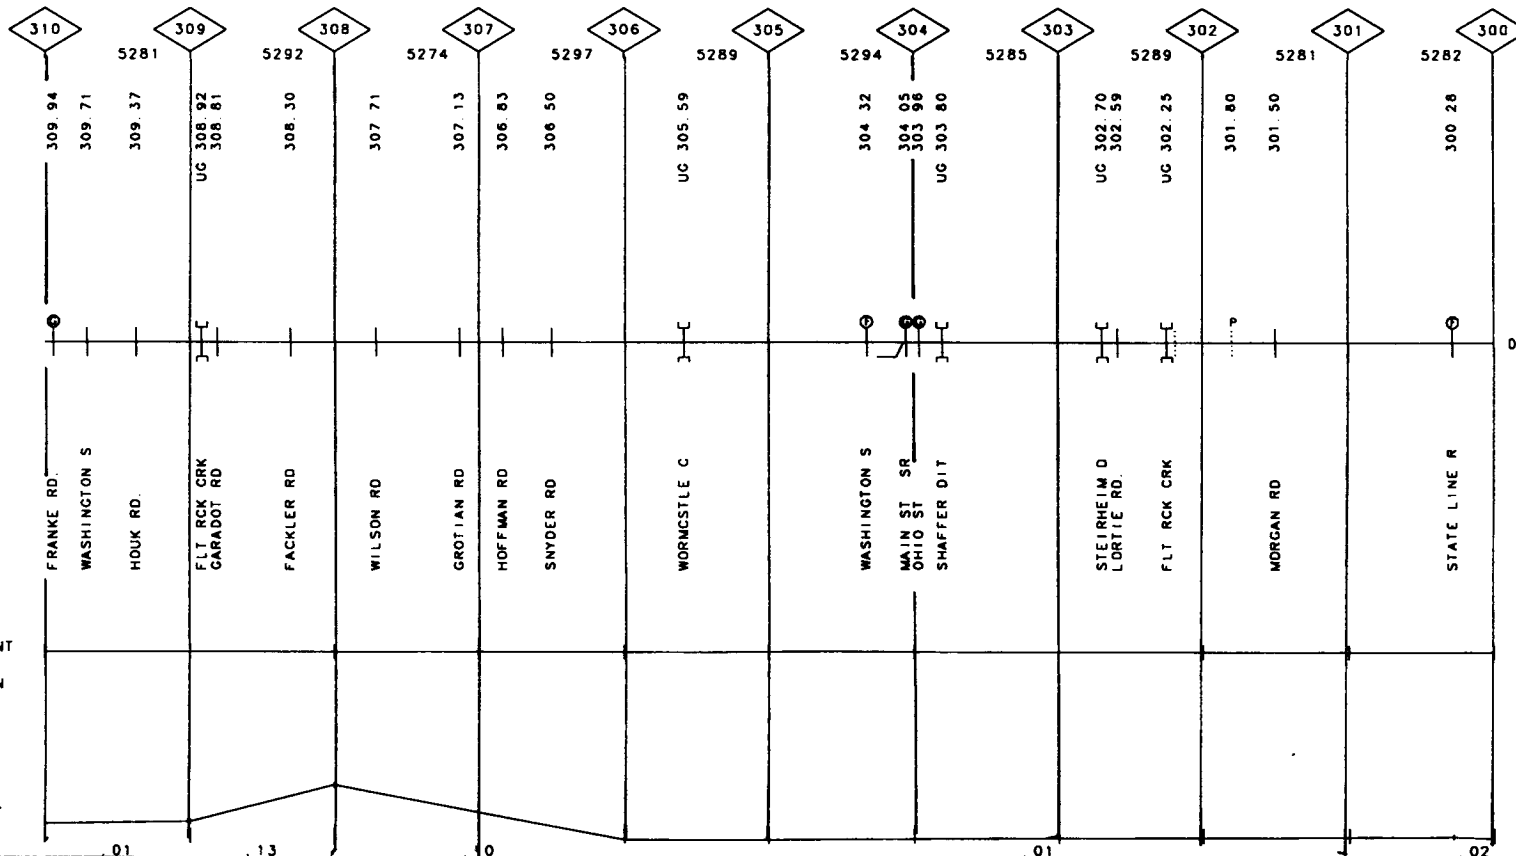 310 309 308 307 306 305 304 303 302 301 300
5281 5292 5274 5297 5289 5294 5285 5289 5281 5282
309.94
309.71
309.37
UG 308.92
308.81
308.30
307 71
307.13
306.83
306 50
UG 305.59
304 32
304 05
303 96
UG 303 80
UG 302.70
302.59
UG 302.25
301.80
301.50
300 28
P
D
FRANKE RD.
WASHINGTON S
HOUK RD.
FLT RCK CRK
GARADOT RD
FACKLER RD
WILSON RD
GROTIAN RD
HOFFMAN RD
SNYDER RD
WORMCSTLE C
WASHINGTON S
MAIN ST SR
OHIO ST
SHAFFER DIT
STEIRHEIM D
LORTIE RD.
FLT RCK CRK
MORGAN RD
STATE LINE R
NT
N
.01 .13 .10 .01 .02